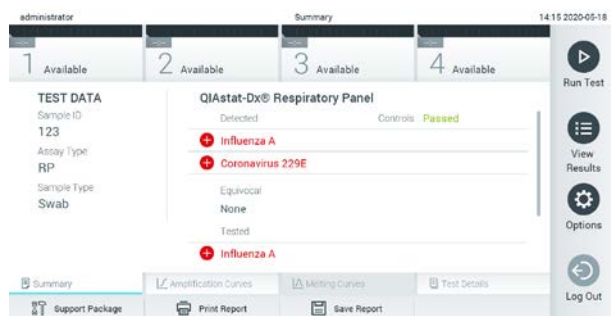 administrator Summary 14:15 2020-05-18
1 Available 2 Available 3 Available 4 Available
Run Test
TEST DATA
Sample ID
123
Assay Type
RP
Sample Type
Swab
QIAstat-Dx® Respiratory Panel
Detected Controls Passed
Influenza A
Coronavirus 229E
Equivocal
None
Tested
Influenza A
View
Results
Options
Log Out
Summary Amplification Curves Melting Curves Test Details
Support Package Print Report Save Report